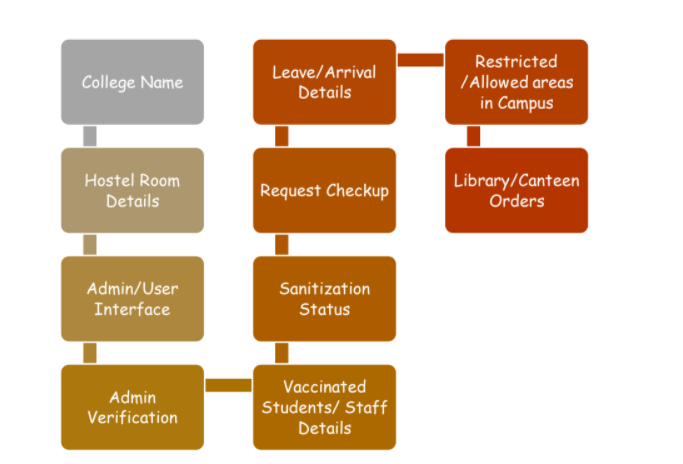 College Name
Hostel Room
Details
Admin/User
Interface
Admin
Verification
Vaccinated
Students/ Staff
Details
Sanitization
Status
Request Checkup
Leave/Arrival
Details
Restricted
/Allowed areas
in Campus
Library/Canteen
Orders